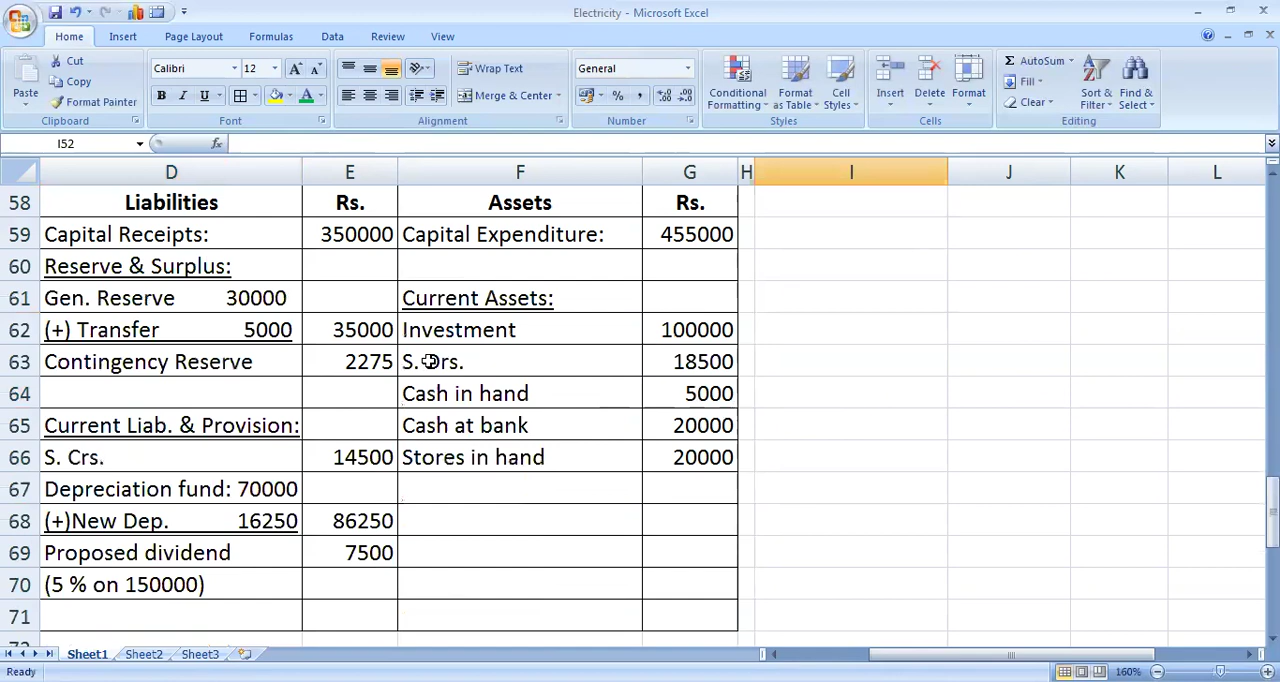 Electricity - Microsoft Excel
Home Insert Page Layout Formulas Data Review View
Paste Cut Copy Format Painter Clipboard
Calibri 12 Font
Wrap Text Merge & Center Alignment
General Number
Conditional Formatting Format as Table Cell Styles Styles
Insert Delete Format Cells
AutoSum Fill Clear Sort & Filter Find & Select Editing
I52
D E F G H I J K L
58 Liabilities Rs. Assets Rs.
59 Capital Receipts: 350000 Capital Expenditure: 455000
60 Reserve & Surplus:
61 Gen. Reserve 30000 Current Assets:
62 (+) Transfer 5000 35000 Investment 100000
63 Contingency Reserve 2275 S. Drs. 18500
64 Cash in hand 5000
65 Current Liab. & Provision: Cash at bank 20000
66 S. Crs. 14500 Stores in hand 20000
67 Depreciation fund: 70000
68 (+)New Dep. 16250 86250
69 Proposed dividend 7500
70 (5 % on 150000)
71
Sheet1 Sheet2 Sheet3
Ready 160%